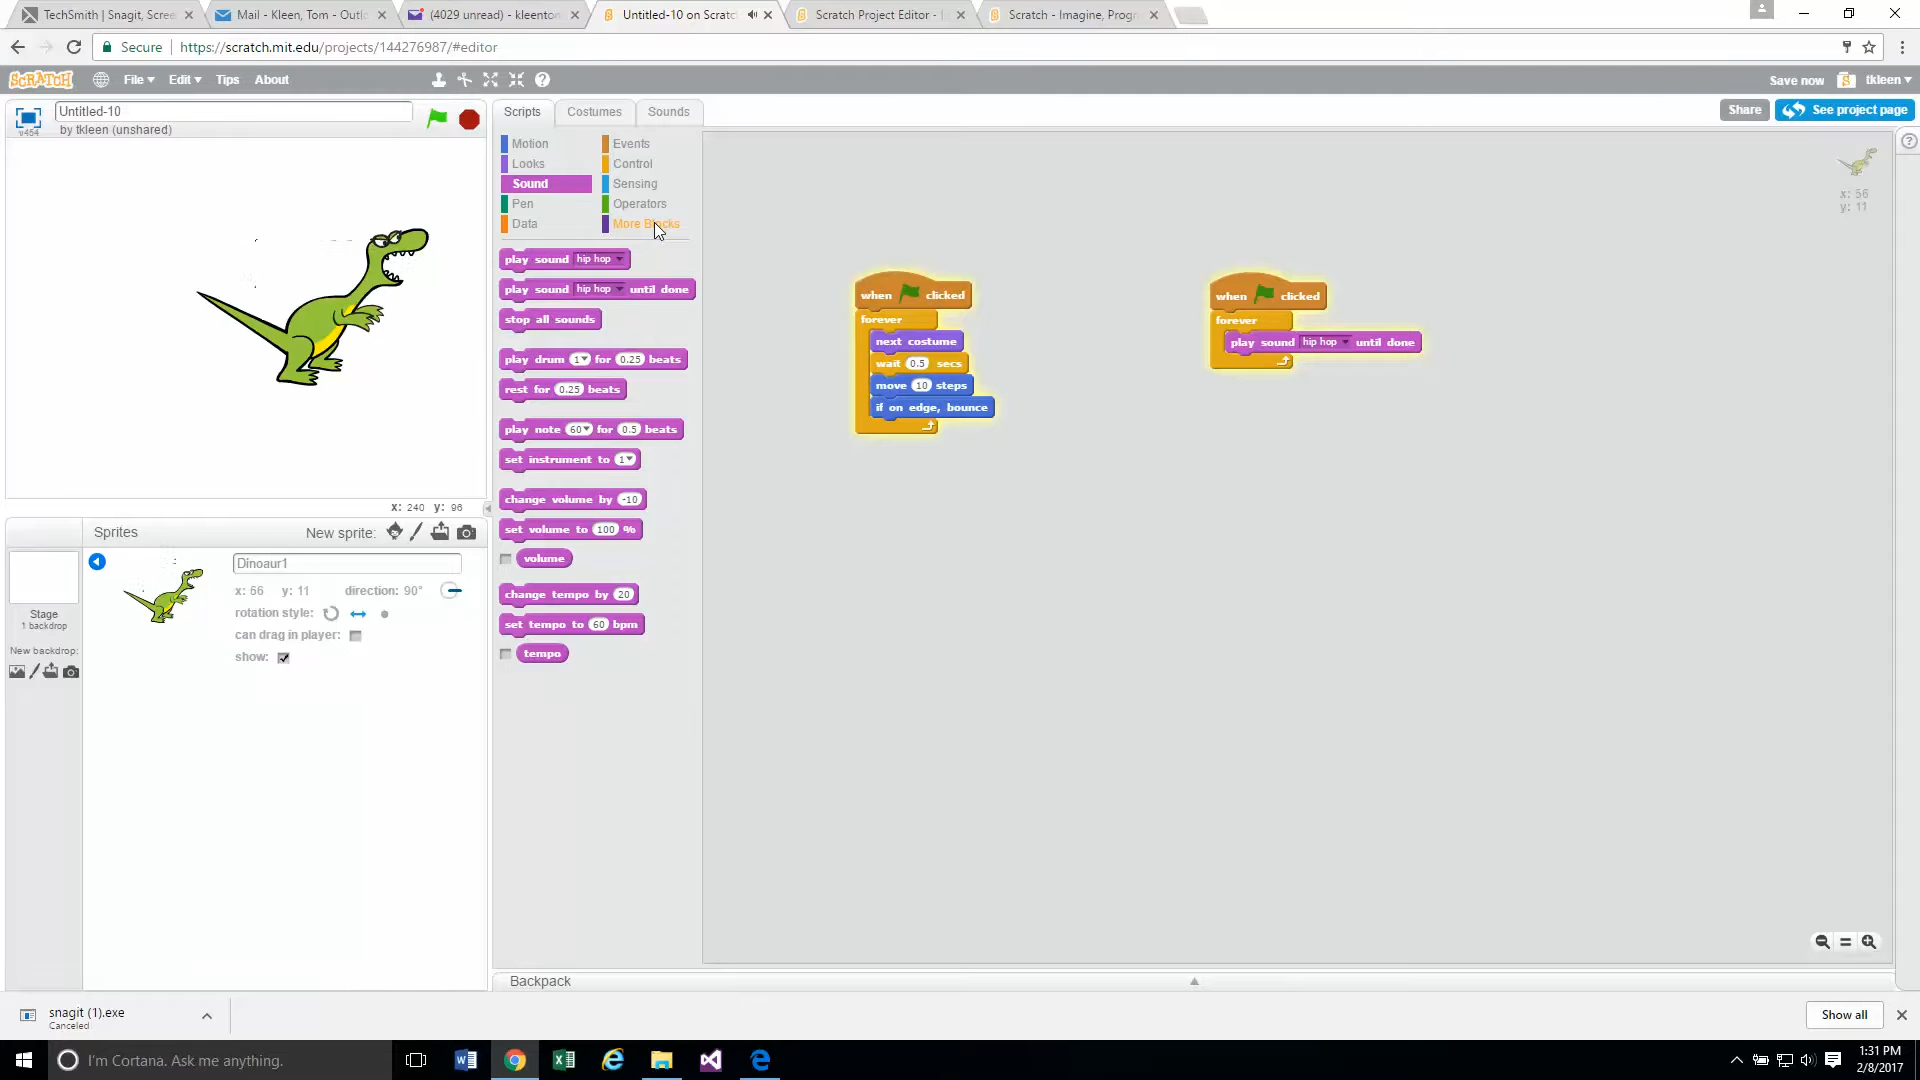 TechSmith | Snagit, Scree
Mail - Kleen, Tom - Outlo
(4029 unread) - kleentom
Untitled-10 on Scratc
Scratch Project Editor - I
Scratch - Imagine, Progr
Secure
https://scratch.mit.edu/projects/144276987/#editor
SCRATCH
File
Edit
Tips
About
Save now
tkleen
v454
Untitled-10
by tkleen (unshared)
Scripts
Costumes
Sounds
Share
See project page
Motion
Events
Looks
Control
Sound
Sensing
Pen
Operators
Data
More Blocks
x: 56
y: 11
play sound hip hop
play sound hip hop until done
stop all sounds
play drum 1 for 0.25 beats
rest for 0.25 beats
play note 60 for 0.5 beats
set instrument to 1
change volume by -10
set volume to 100 %
volume
change tempo by 20
set tempo to 60 bpm
tempo
when clicked
forever
next costume
wait 0.5 secs
move 10 steps
if on edge, bounce
when clicked
forever
play sound hip hop until done
x: 240 y: 96
Sprites
New sprite:
Stage
1 backdrop
New backdrop:
Dinoaur1
x: 56 y: 11 direction: 90°
rotation style:
can drag in player:
show:
Backpack
snagit (1).exe
Canceled
Show all
I'm Cortana. Ask me anything.
1:31 PM
2/8/2017